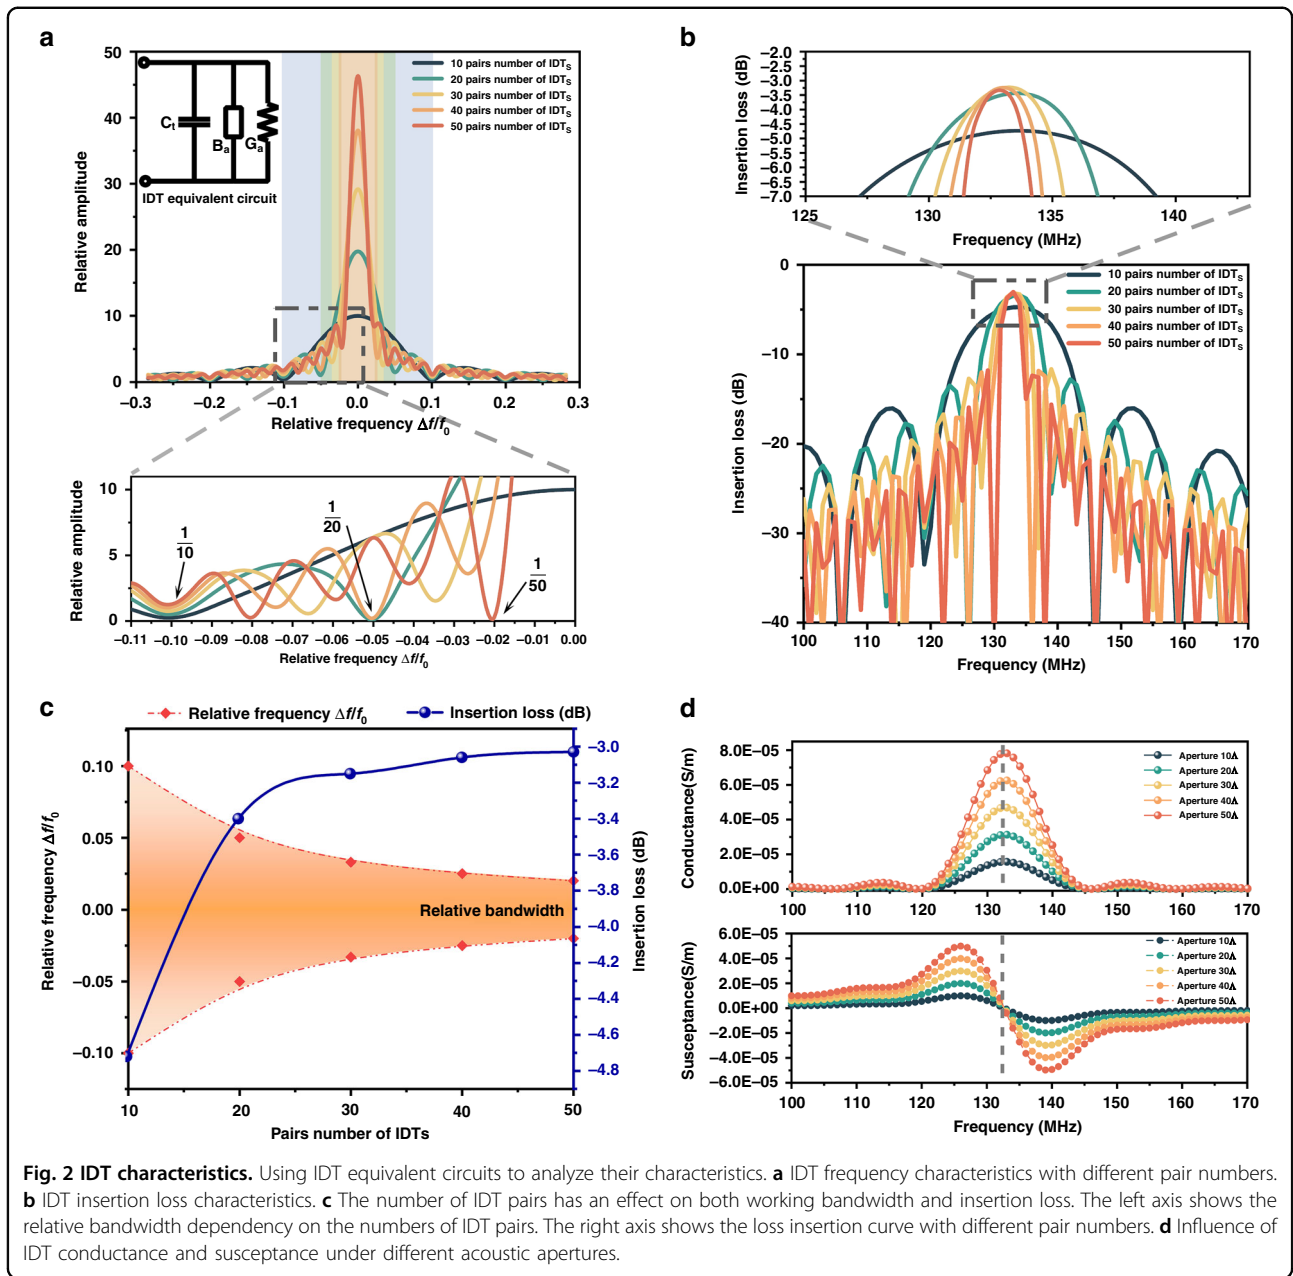 a
50
40
30
20
10
0
Relative amplitude
C_t
B_a
G_a
IDT equivalent circuit
10 pairs number of IDT_S
20 pairs number of IDT_S
30 pairs number of IDT_S
40 pairs number of IDT_S
50 pairs number of IDT_S
−0.3 −0.2 −0.1 0.0 0.1 0.2 0.3
Relative frequency Δf/f_0
10
5
0
Relative amplitude
1/10
1/20
1/50
−0.11 −0.10 −0.09 −0.08 −0.07 −0.06 −0.05 −0.04 −0.03 −0.02 −0.01 0.00
Relative frequency Δf/f_0
b
−2.0
−2.5
−3.0
−3.5
−4.0
−4.5
−5.0
−5.5
−6.0
−6.5
−7.0
Insertion loss (dB)
125 130 135 140
Frequency (MHz)
0
−10
−20
−30
−40
Insertion loss (dB)
10 pairs number of IDT_S
20 pairs number of IDT_S
30 pairs number of IDT_S
40 pairs number of IDT_S
50 pairs number of IDT_S
100 110 120 130 140 150 160 170
Frequency (MHz)
c
Relative frequency Δf/f_0 Insertion loss (dB)
0.10
0.05
0.00
−0.05
−0.10
Relative frequency Δf/f_0
Relative bandwidth
−3.0
−3.2
−3.4
−3.6
−3.8
−4.0
−4.2
−4.4
−4.6
−4.8
Insertion loss (dB)
10 20 30 40 50
Pairs number of IDTs
d
8.0E−05
6.0E−05
4.0E−05
2.0E−05
0.0E+00
Conductance(S/m)
Aperture 10Λ
Aperture 20Λ
Aperture 30Λ
Aperture 40Λ
Aperture 50Λ
100 110 120 130 140 150 160 170
6.0E−05
4.0E−05
2.0E−05
0.0E+00
−2.0E−05
−4.0E−05
−6.0E−05
Susceptance(S/m)
Aperture 10Λ
Aperture 20Λ
Aperture 30Λ
Aperture 40Λ
Aperture 50Λ
100 110 120 130 140 150 160 170
Frequency (MHz)
Fig. 2 IDT characteristics. Using IDT equivalent circuits to analyze their characteristics. a IDT frequency characteristics with different pair numbers.
b IDT insertion loss characteristics. c The number of IDT pairs has an effect on both working bandwidth and insertion loss. The left axis shows the
relative bandwidth dependency on the numbers of IDT pairs. The right axis shows the loss insertion curve with different pair numbers. d Influence of
IDT conductance and susceptance under different acoustic apertures.